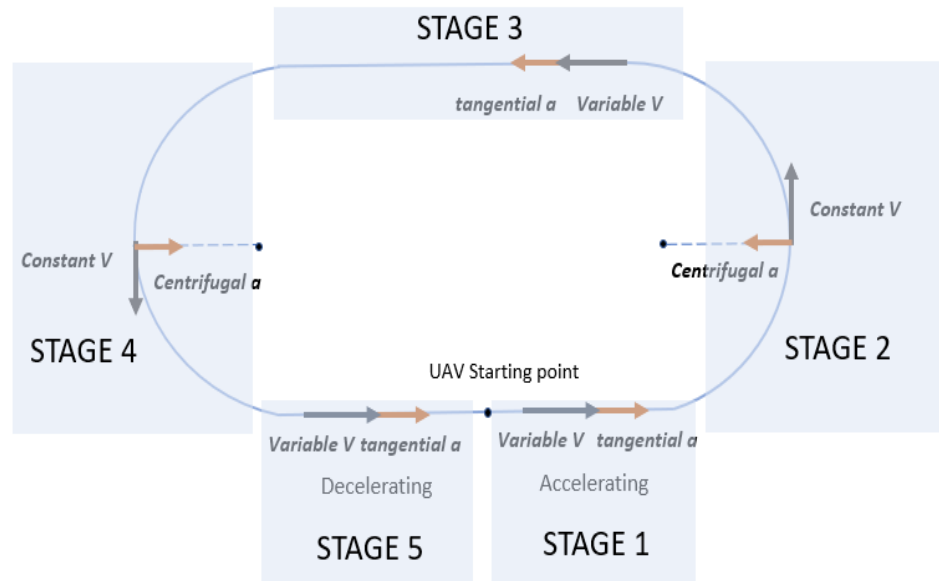 STAGE 3
tangential a Variable V
Constant V
Centrifugal a
STAGE 2
Constant V
Centrifugal a
STAGE 4
UAV Starting point
Variable V tangential a
Decelerating
STAGE 5
Variable V tangential a
Accelerating
STAGE 1